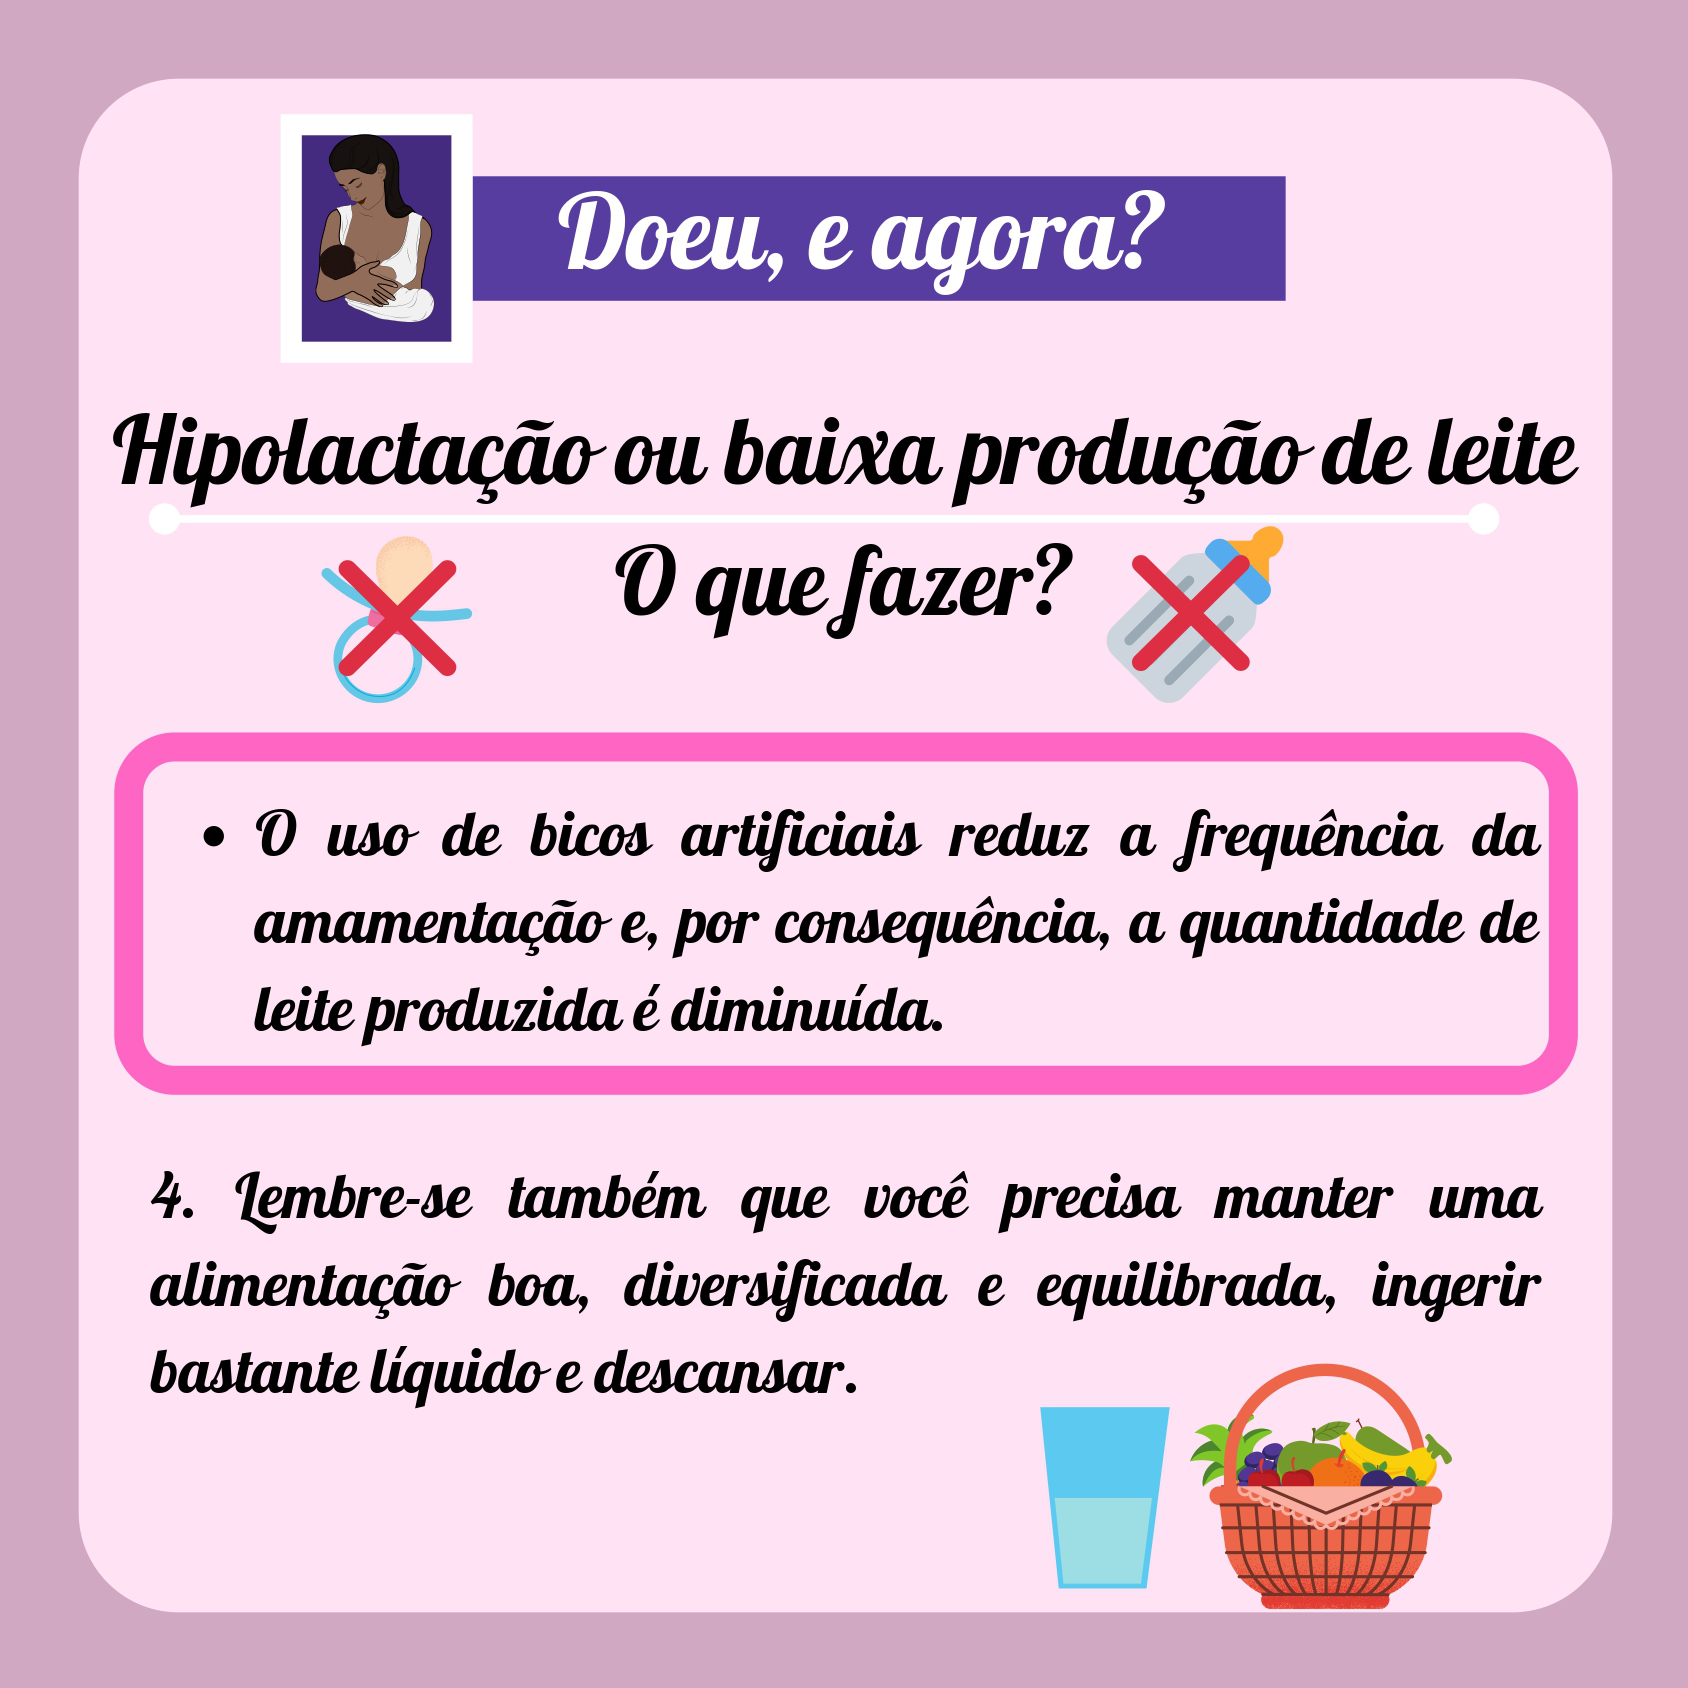 Doeu, e agora?
Hipolactação ou baixa produção de leite
O que fazer?
• O uso de bicos artificiais reduz a frequência da
amamentação e, por consequência, a quantidade de
leite produzida é diminuída.
4. Lembre-se também que você precisa manter uma
alimentação boa, diversificada e equilibrada, ingerir
bastante líquido e descansar.